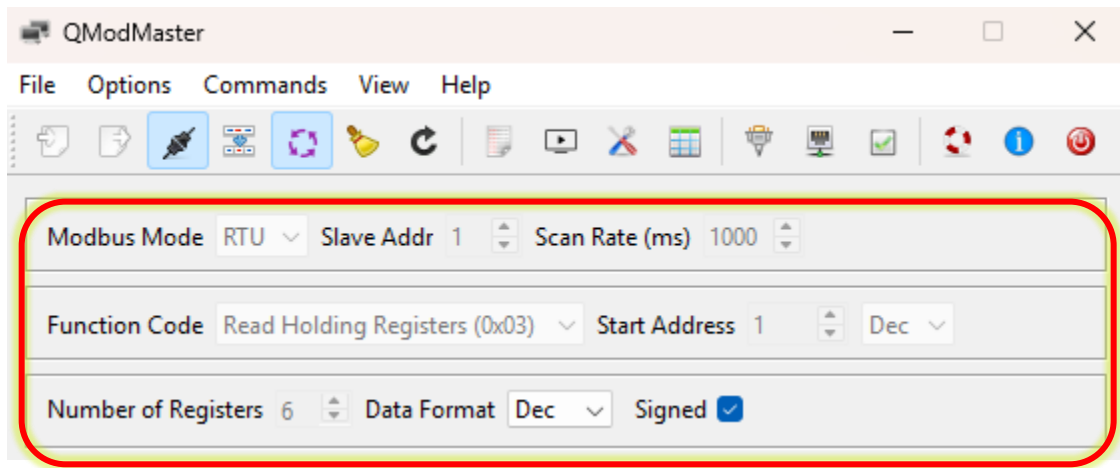 QModMaster
File Options Commands View Help
Modbus Mode RTU Slave Addr 1 Scan Rate (ms) 1000
Function Code Read Holding Registers (0x03) Start Address 1 Dec
Number of Registers 6 Data Format Dec Signed